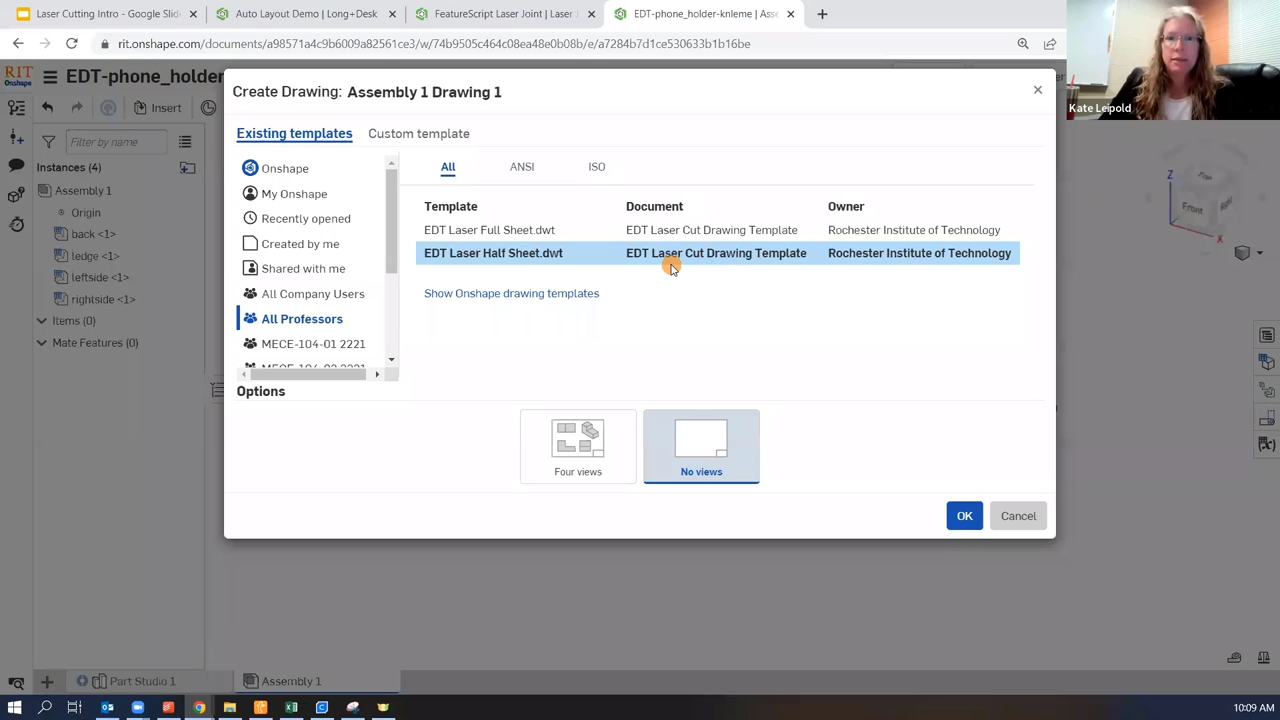 Laser Cutting Intro - Google Slid
Auto Layout Demo | Long+Desk
FeatureScript Laser Joint | Laser J
EDT-phone_holder-knleme | Ass
rit.onshape.com/documents/a98571a4c9b6009a82561ce3/w/74b9505c464c08ea48e0b08b/e/a7284b7d1ce530633b1b16be
RIT
Onshape
EDT-phone_holder
Kate Leipold
Create Drawing: Assembly 1 Drawing 1
Insert
Existing templates
Custom template
Filter by name
Instances (4)
Assembly 1
Origin
back <1>
ledge <1>
leftside <1>
rightside <1>
Items (0)
Mate Features (0)
Onshape
My Onshape
Recently opened
Created by me
Shared with me
All Company Users
All Professors
MECE-104-01 2221
All
ANSI
ISO
Template
Document
Owner
EDT Laser Full Sheet.dwt
EDT Laser Cut Drawing Template
Rochester Institute of Technology
EDT Laser Half Sheet.dwt
EDT Laser Cut Drawing Template
Rochester Institute of Technology
Show Onshape drawing templates
Z
Top
Front
Right
X
Options
Four views
No views
OK
Cancel
Part Studio 1
Assembly 1
10:09 AM